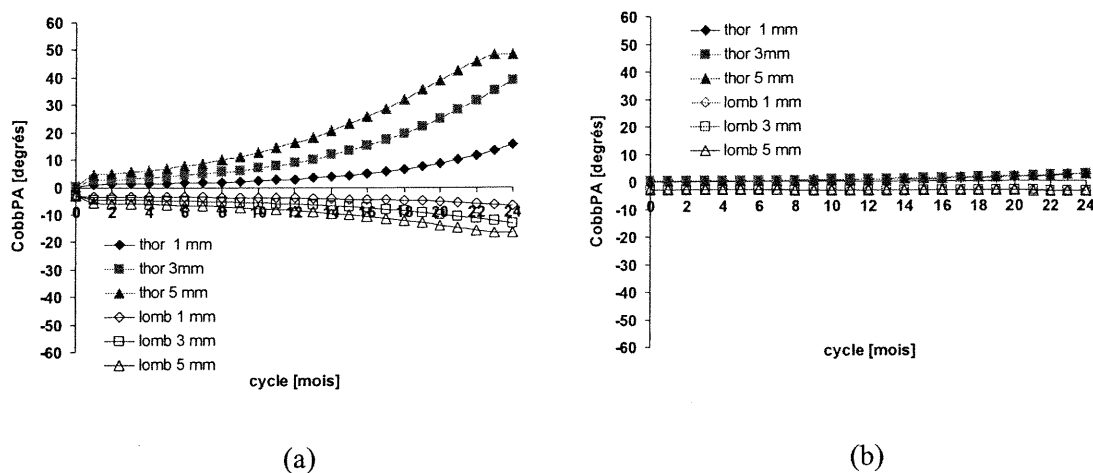 CobbPA [degrés]
60
50
40
30
20
10
0
-10
-20
-30
-40
-50
-60
0 2 4 6 8 10 12 14 16 18 20 22 24
thor 1 mm
thor 3mm
thor 5 mm
lomb 1 mm
lomb 3 mm
lomb 5 mm
cycle [mois]
(a)
CobbPA [degrés]
60
50
40
30
20
10
0
-10
-20
-30
-40
-50
-60
thor 1 mm
thor 3mm
thor 5 mm
lomb 1 mm
lomb 3 mm
lomb 5 mm
0 2 4 6 8 10 12 14 16 18 20 22 24
cycle [mois]
(b)